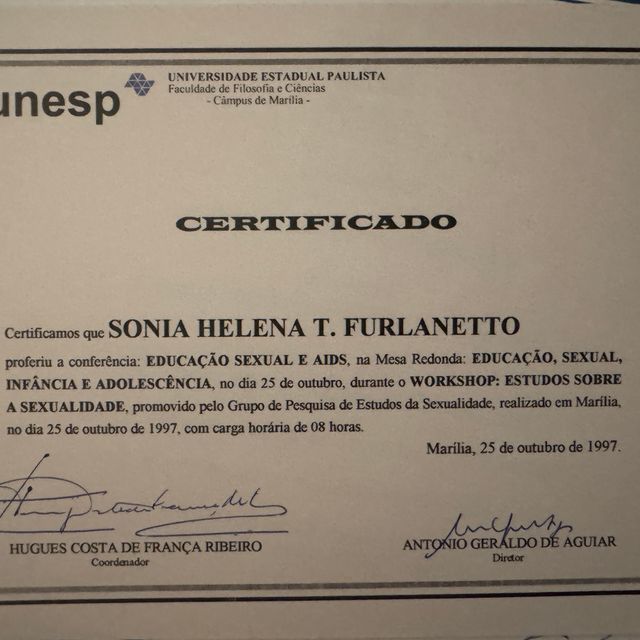 unesp
UNIVERSIDADE ESTADUAL PAULISTA
Faculdade de Filosofia e Ciências
- Câmpus de Marília -
CERTIFICADO
Certificamos que SONIA HELENA T. FURLANETTO
proferiu a conferência: EDUCAÇÃO SEXUAL E AIDS, na Mesa Redonda: EDUCAÇÃO, SEXUAL,
INFÂNCIA E ADOLESCÊNCIA, no dia 25 de outubro, durante o WORKSHOP: ESTUDOS SOBRE
A SEXUALIDADE, promovido pelo Grupo de Pesquisa de Estudos da Sexualidade, realizado em Marília,
no dia 25 de outubro de 1997, com carga horária de 08 horas.
Marília, 25 de outubro de 1997.
HUGUES COSTA DE FRANÇA RIBEIRO
Coordenador
ANTONIO GERALDO DE AGUIAR
Diretor